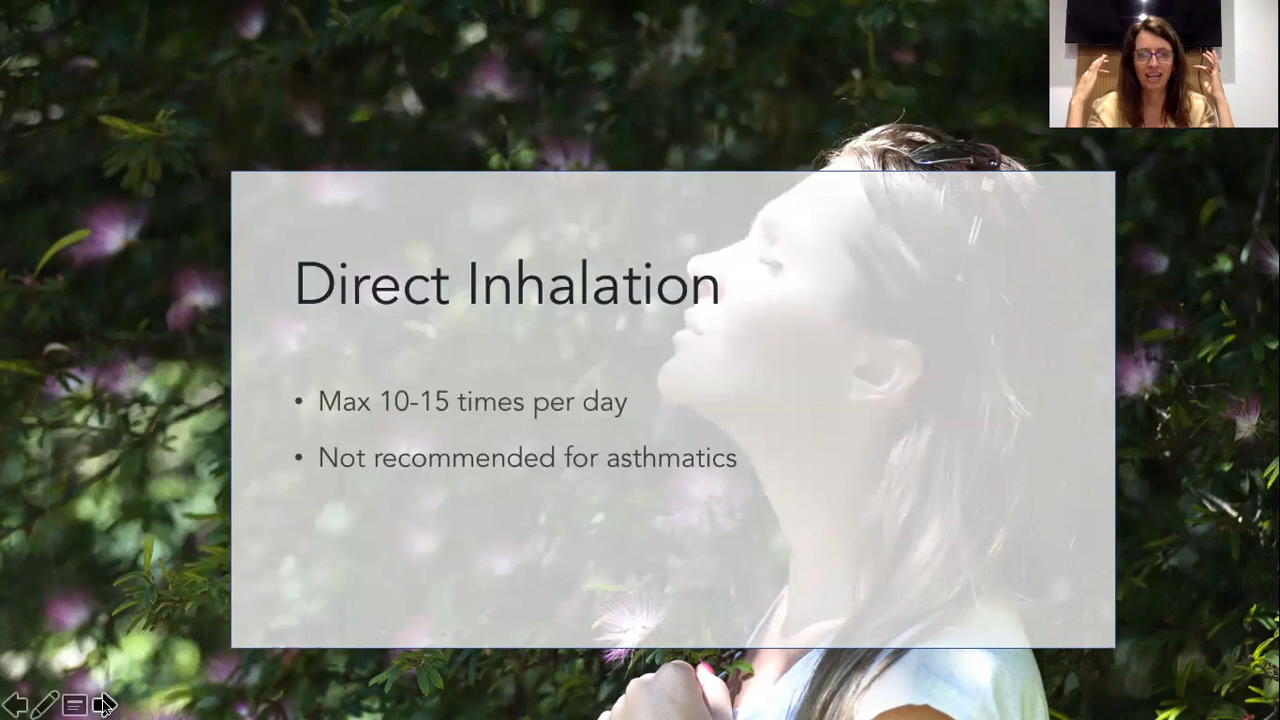 Direct Inhalation
• Max 10-15 times per day
• Not recommended for asthmatics